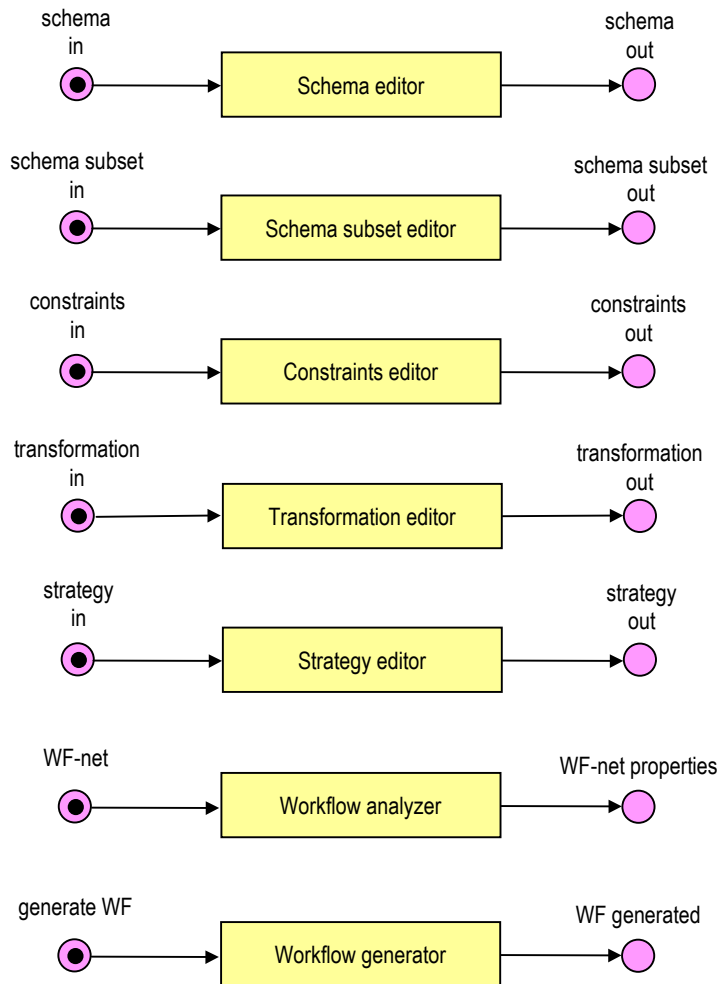 schema
in
Schema editor
schema
out
schema subset
in
Schema subset editor
schema subset
out
constraints
in
Constraints editor
constraints
out
transformation
in
Transformation editor
transformation
out
strategy
in
Strategy editor
strategy
out
WF-net
Workflow analyzer
WF-net properties
generate WF
Workflow generator
WF generated